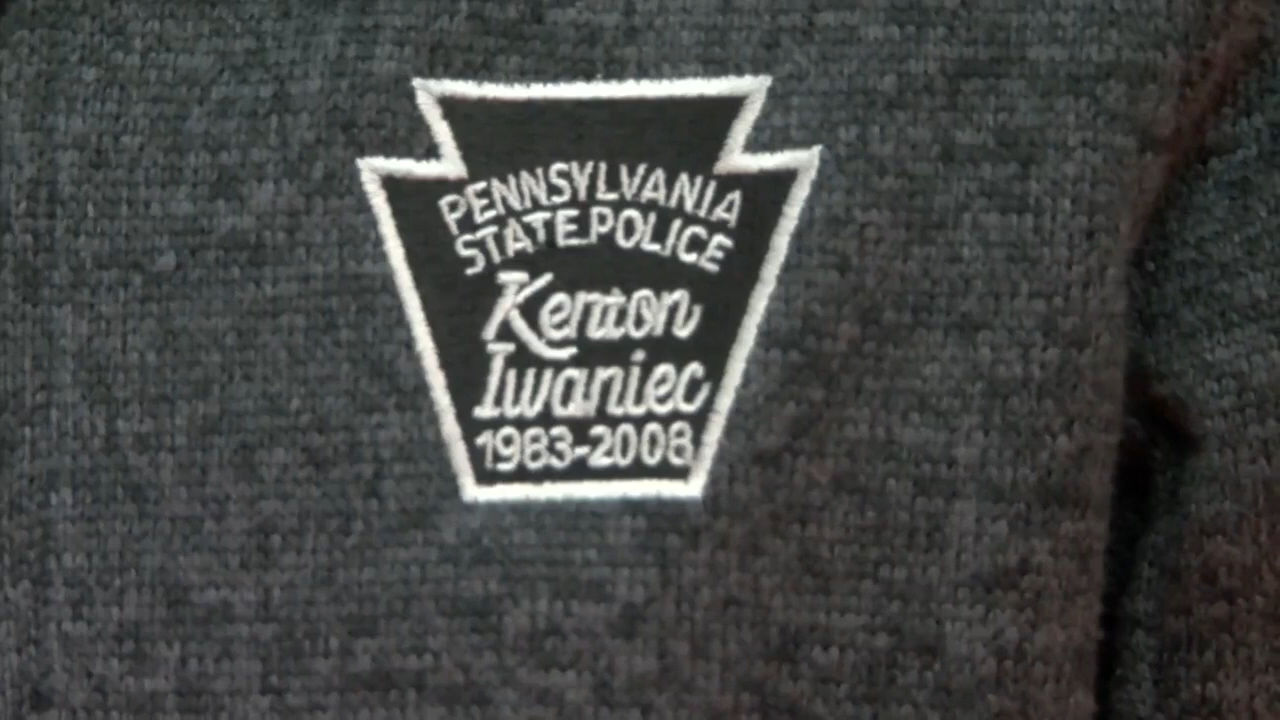 PENNSYLVANIA
STATE POLICE
Kenton
Iwaniec
1983-2008